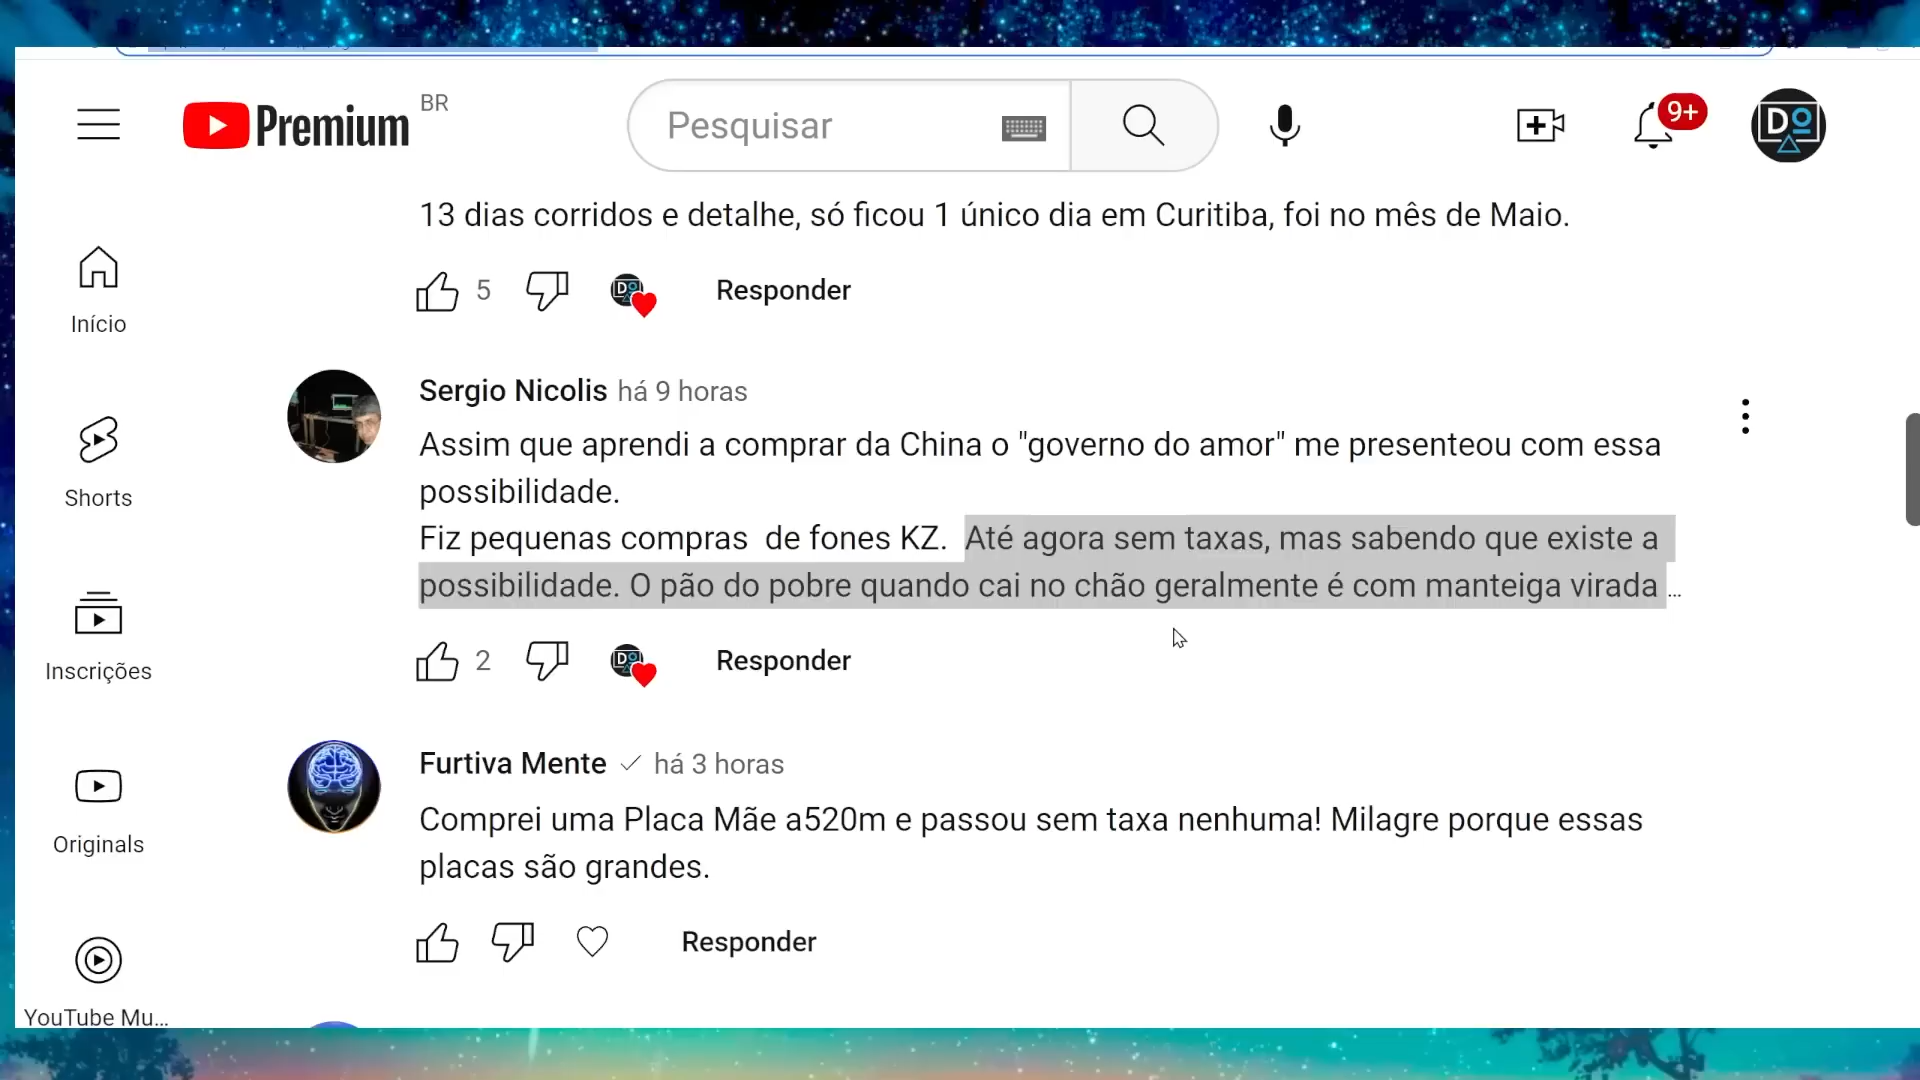 Premium BR
Pesquisar
9+
DO
13 dias corridos e detalhe, só ficou 1 único dia em Curitiba, foi no mês de Maio.
5 Responder
Início
Sergio Nicolis há 9 horas
Assim que aprendi a comprar da China o "governo do amor" me presenteou com essa
possibilidade.
Shorts
Fiz pequenas compras  de fones KZ.  Até agora sem taxas, mas sabendo que existe a
possibilidade. O pão do pobre quando cai no chão geralmente é com manteiga virada ...
2 Responder
Inscrições
Furtiva Mente há 3 horas
Comprei uma Placa Mãe a520m e passou sem taxa nenhuma! Milagre porque essas
placas são grandes.
Originals
Responder
YouTube Mu...